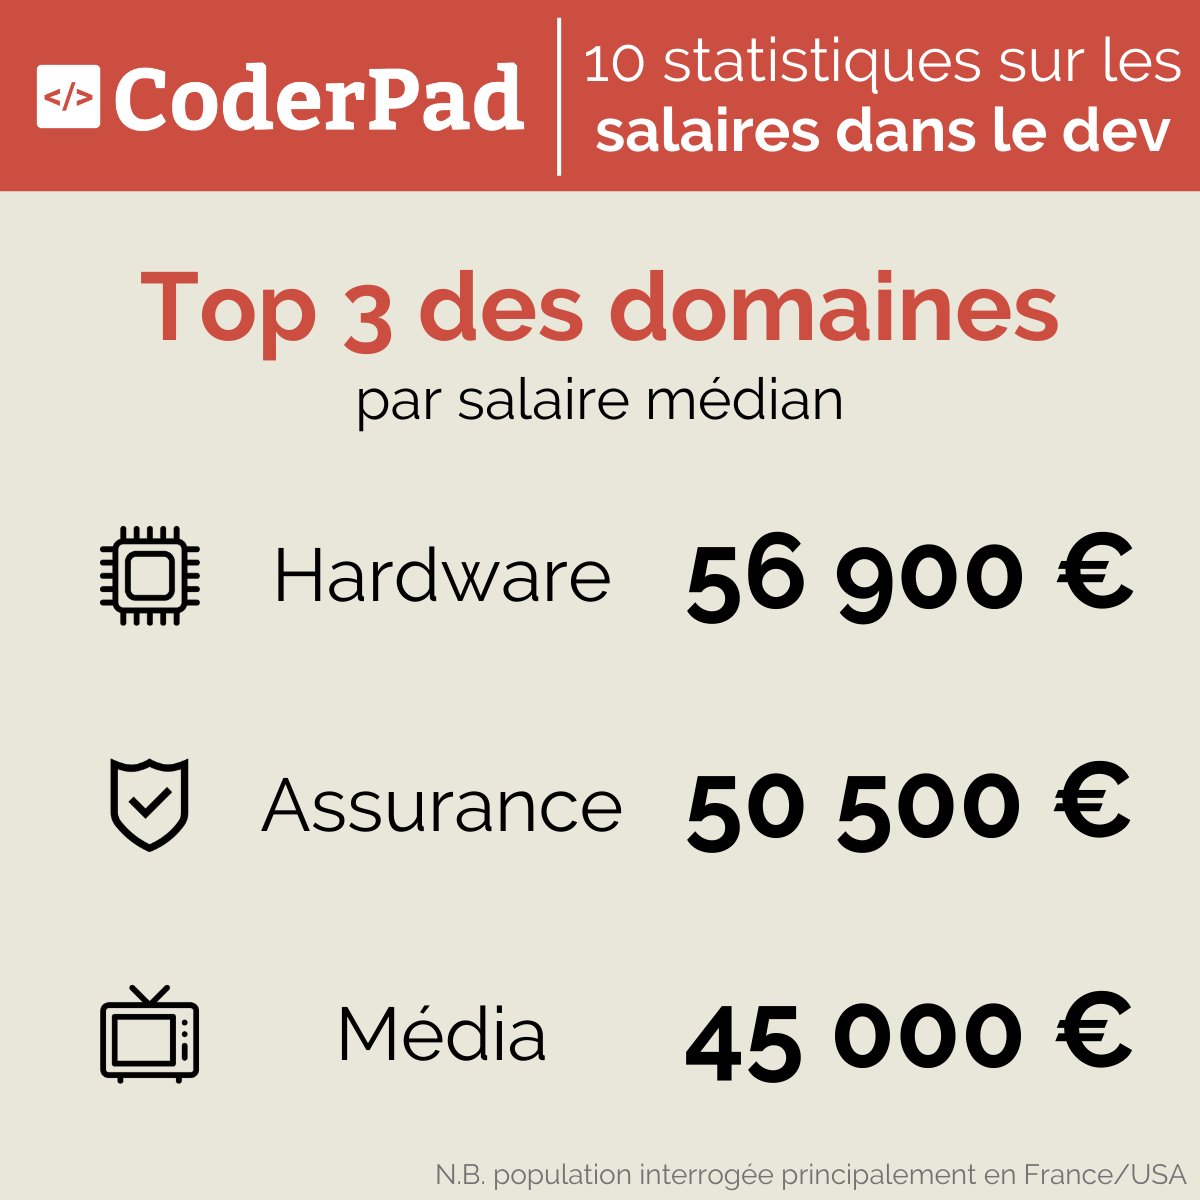 </> CoderPad
10 statistiques sur les
salaires dans le dev
Top 3 des domaines
par salaire médian
Hardware 56 900 €
Assurance 50 500 €
Média 45 000 €
N.B. population interrogée principalement en France/USA